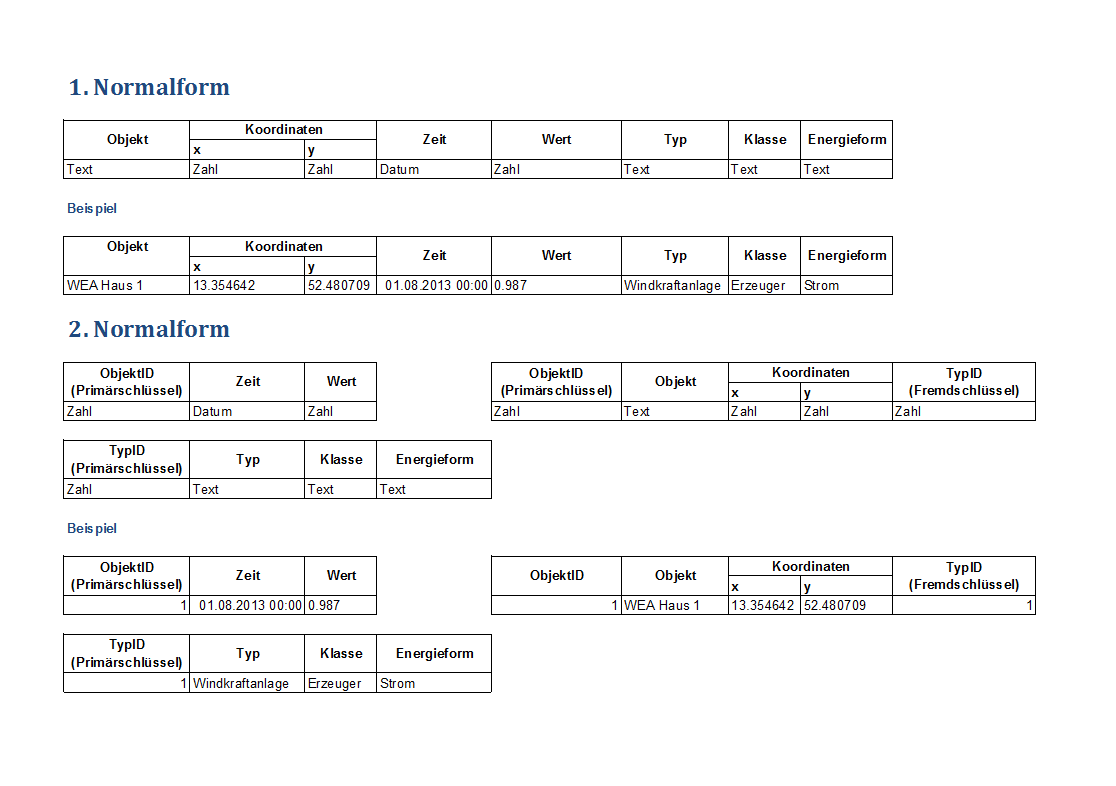 1. Normalform
Objekt Koordinaten Zeit Wert Typ Klasse Energieform
x y
Text Zahl Zahl Datum Zahl Text Text Text
Beispiel
Objekt Koordinaten Zeit Wert Typ Klasse Energieform
x y
WEA Haus 1 13.354642 52.480709 01.08.2013 00:00 0.987 Windkraftanlage Erzeuger Strom
2. Normalform
ObjektID (Primärschlüssel) Zeit Wert
Zahl Datum Zahl
ObjektID (Primärschlüssel) Objekt Koordinaten TypID (Fremdschlüssel)
x y
Zahl Text Zahl Zahl Zahl
TypID (Primärschlüssel) Typ Klasse Energieform
Zahl Text Text Text
Beispiel
ObjektID (Primärschlüssel) Zeit Wert
1 01.08.2013 00:00 0.987
ObjektID Objekt Koordinaten TypID (Fremdschlüssel)
x y
1 WEA Haus 1 13.354642 52.480709 1
TypID (Primärschlüssel) Typ Klasse Energieform
1 Windkraftanlage Erzeuger Strom